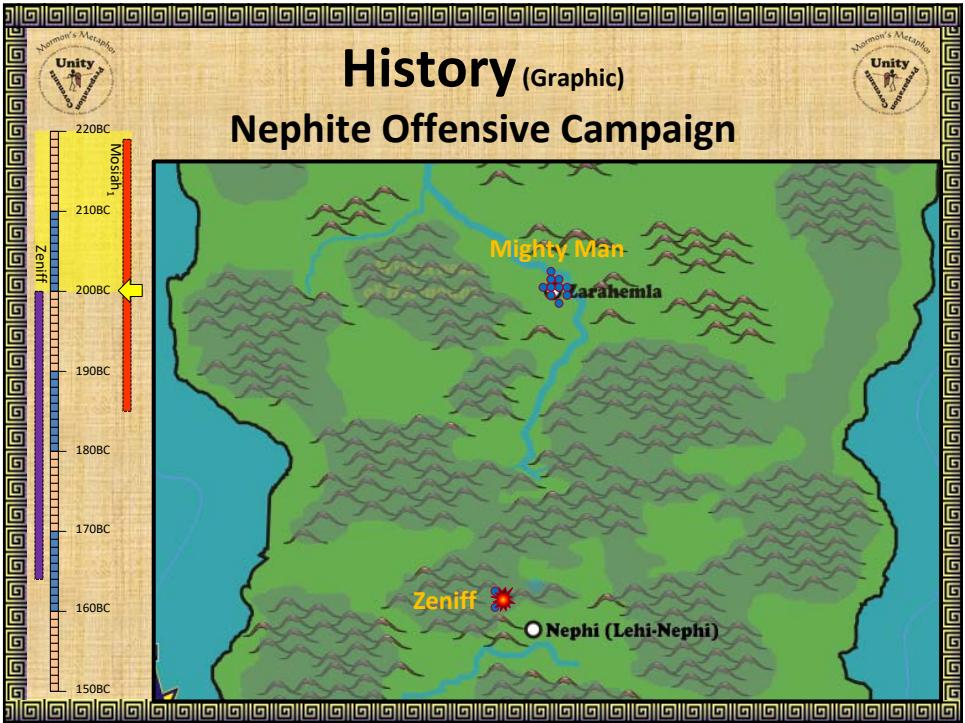 Mormon's Metaphor
Unity
Preparation
Covenants
Mormon's Metaphor
Unity
Preparation
Covenants
History (Graphic)
Nephite Offensive Campaign
220BC
Mosiah1
210BC
Zeniff
200BC
190BC
180BC
170BC
160BC
150BC
Mighty Man
Zarahemla
Zeniff
Nephi (Lehi-Nephi)